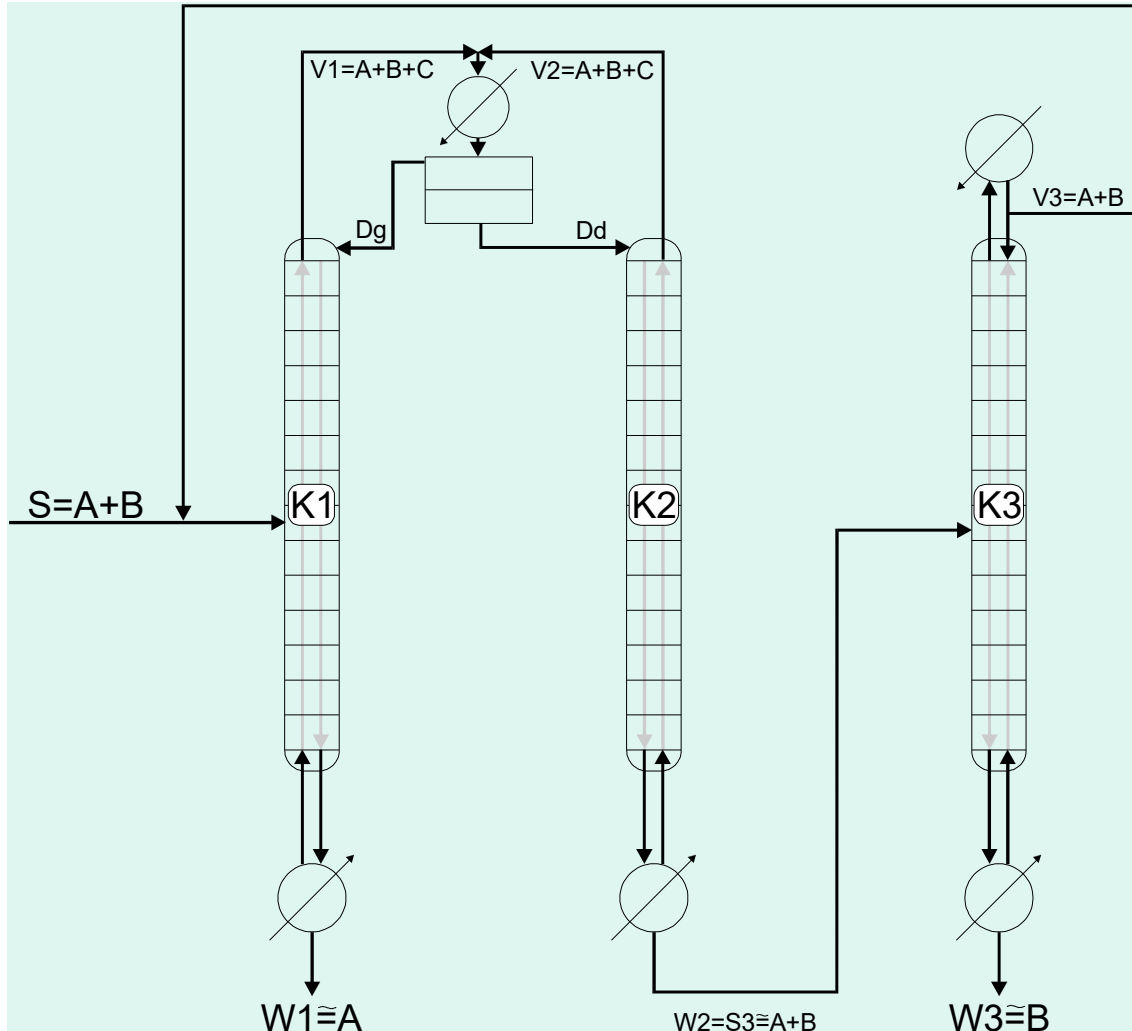 V1=A+B+C
V2=A+B+C
V3=A+B
Dg
Dd
S=A+B
K1
K2
K3
W1≅A
W2=S3≅A+B
W3≅B